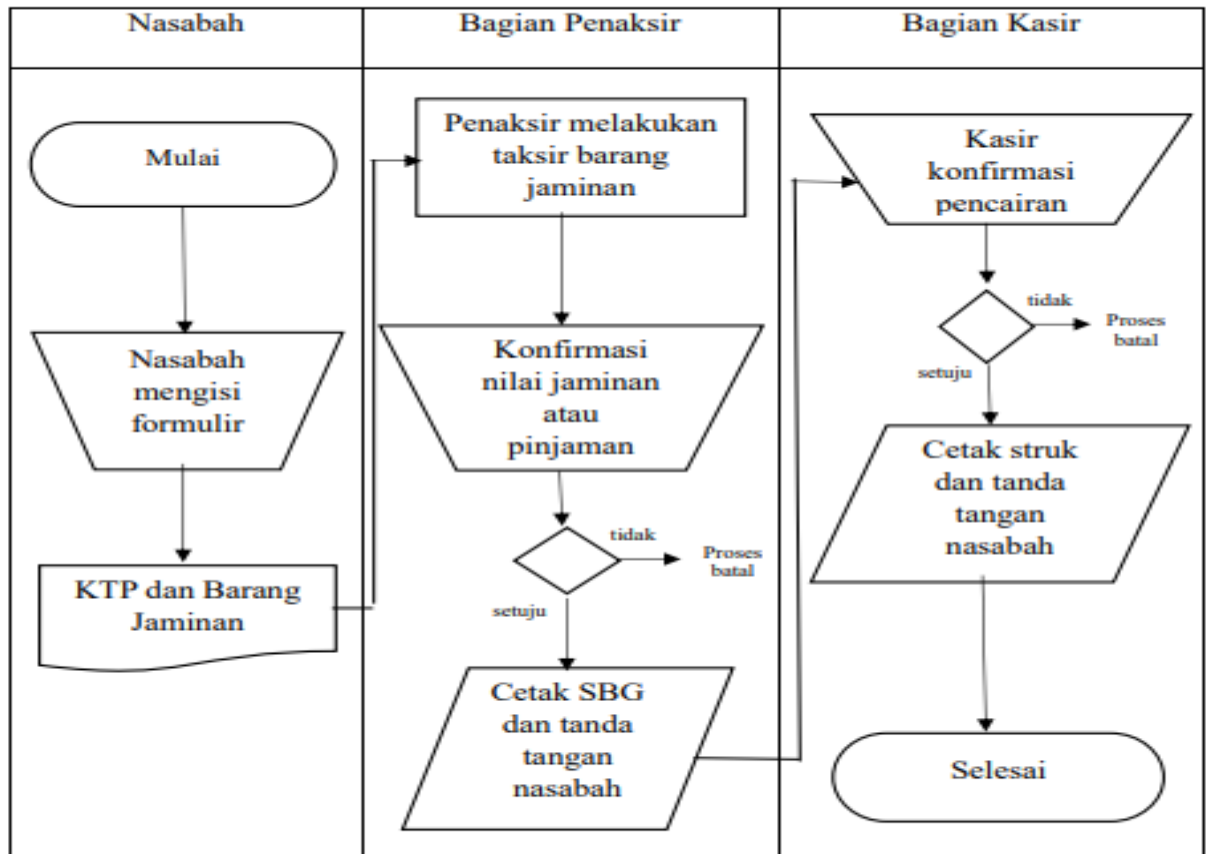 Nasabah
Bagian Penaksir
Bagian Kasir
Mulai
Nasabah
mengisi
formulir
KTP dan Barang
Jaminan
Penaksir melakukan
taksir barang
jaminan
Konfirmasi
nilai jaminan
atau
pinjaman
tidak
Proses
batal
setuju
Cetak SBG
dan tanda
tangan
nasabah
Kasir
konfirmasi
pencairan
tidak
Proses
batal
setuju
Cetak struk
dan tanda
tangan
nasabah
Selesai